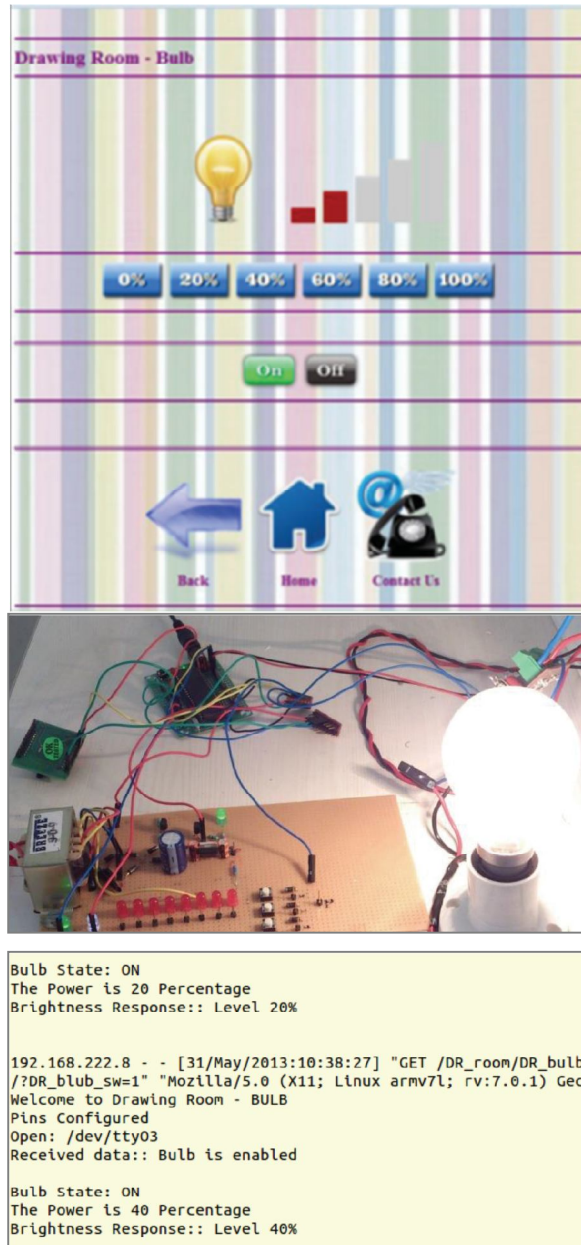 Drawing Room - Bulb
0% 20% 40% 60% 80% 100%
On Off
Back Home Contact Us
Bulb State: ON
The Power is 20 Percentage
Brightness Response:: Level 20%
192.168.222.8 - - [31/May/2013:10:38:27] "GET /DR_room/DR_bulb
/?DR_blub_sw=1" "Mozilla/5.0 (X11; Linux armv7l; rv:7.0.1) Gec
Welcome to Drawing Room - BULB
Pins Configured
Open: /dev/ttyO3
Received data:: Bulb is enabled
Bulb State: ON
The Power is 40 Percentage
Brightness Response:: Level 40%